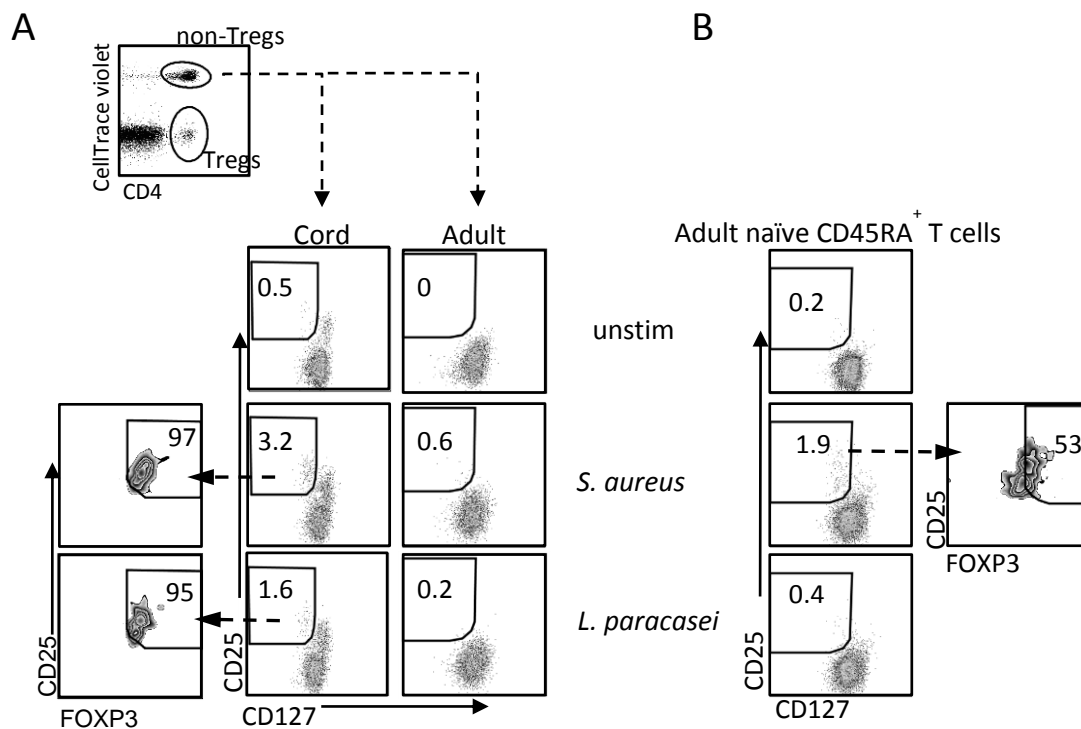 A
B
non-Tregs
CellTrace violet
Tregs
CD4
Cord
Adult
Adult naïve CD45RA+ T cells
0.5
0
unstim
0.2
97
3.2
0.6
S. aureus
1.9
53
CD25
FOXP3
95
1.6
0.2
L. paracasei
0.4
CD25
CD25
CD25
FOXP3
CD127
CD127